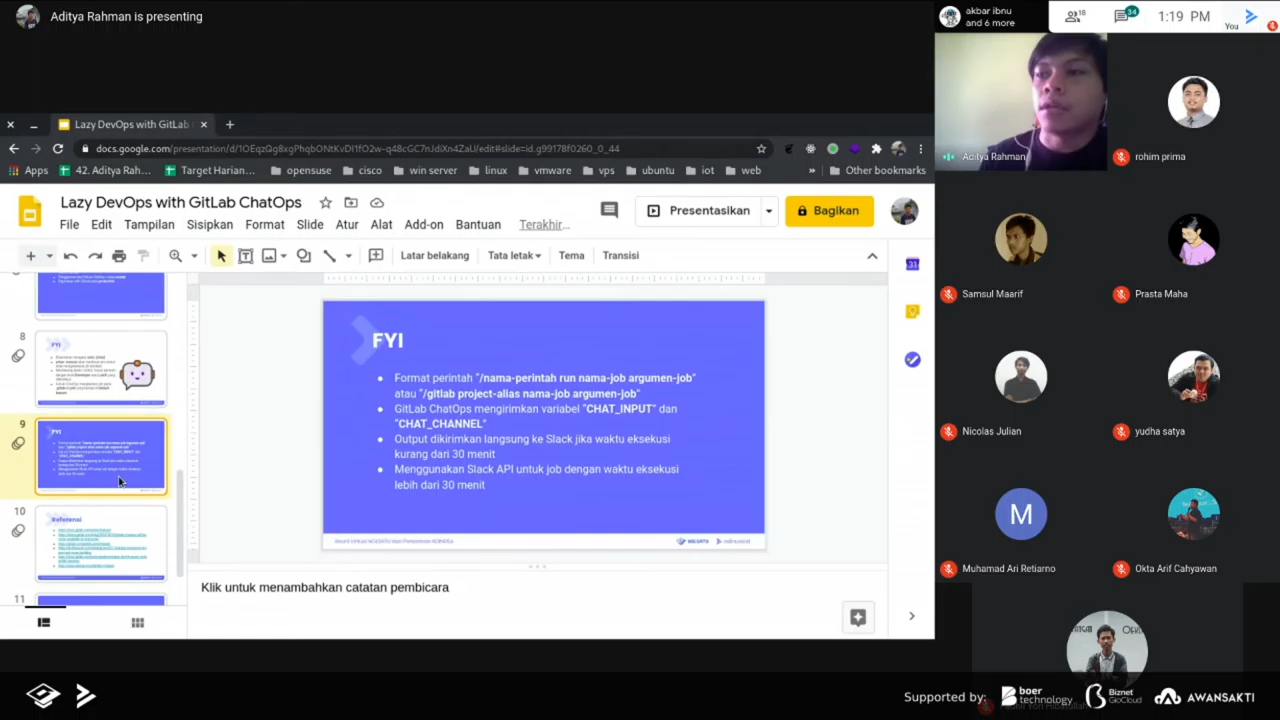 Aditya Rahman is presenting
akbar ibnu
and 6 more
18
34
1:19 PM
You
Lazy DevOps with GitLab
docs.google.com/presentation/d/1OEqzQg8xgPhqbONtKvDI1fO2w-q48cGC7nJdiXn4ZaU/edit#slide=id.g99178f0260_0_44
Apps
42. Aditya Rah...
Target Harian...
opensuse
cisco
win server
linux
vmware
vps
ubuntu
iot
web
»
Other bookmarks
Lazy DevOps with GitLab ChatOps
Presentasikan
Bagikan
File
Edit
Tampilan
Sisipkan
Format
Slide
Atur
Alat
Add-on
Bantuan
Terakhir...
Latar belakang
Tata letak
Tema
Transisi
31
8
FYI
9
FYI
10
Referensi
11
FYI
● Format perintah "/nama-perintah run nama-job argumen-job"
atau "/gitlab project-alias nama-job argumen-job"
● GitLab ChatOps mengirimkan variabel "CHAT_INPUT" dan
"CHAT_CHANNEL"
● Output dikirimkan langsung ke Slack jika waktu eksekusi
kurang dari 30 menit
● Menggunakan Slack API untuk job dengan waktu eksekusi
lebih dari 30 menit
Klik untuk menambahkan catatan pembicara
Aditya Rahman
rohim prima
Samsul Maarif
Prasta Maha
Nicolas Julian
yudha satya
M
Muhamad Ari Retiarno
Okta Arif Cahyawan
Supported by:
boer
technology
Biznet
GioCloud
AWANSAKTI